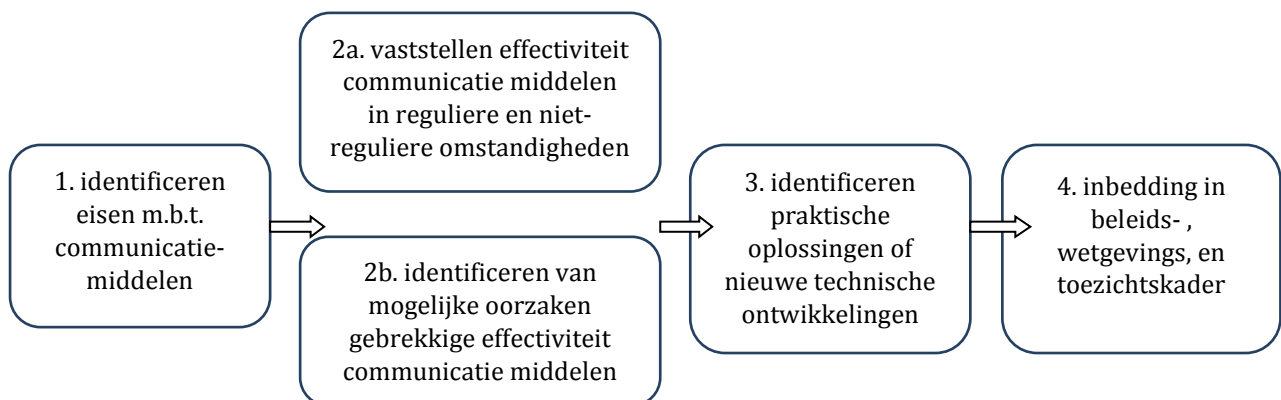 1. identificeren
eisen m.b.t.
communicatie-
middelen
2a. vaststellen effectiviteit
communicatie middelen
in reguliere en niet-
reguliere omstandigheden
2b. identificeren van
mogelijke oorzaken
gebrekkige effectiviteit
communicatie middelen
3. identificeren
praktische
oplossingen of
nieuwe technische
ontwikkelingen
4. inbedding in
beleids- ,
wetgevings, en
toezichtskader